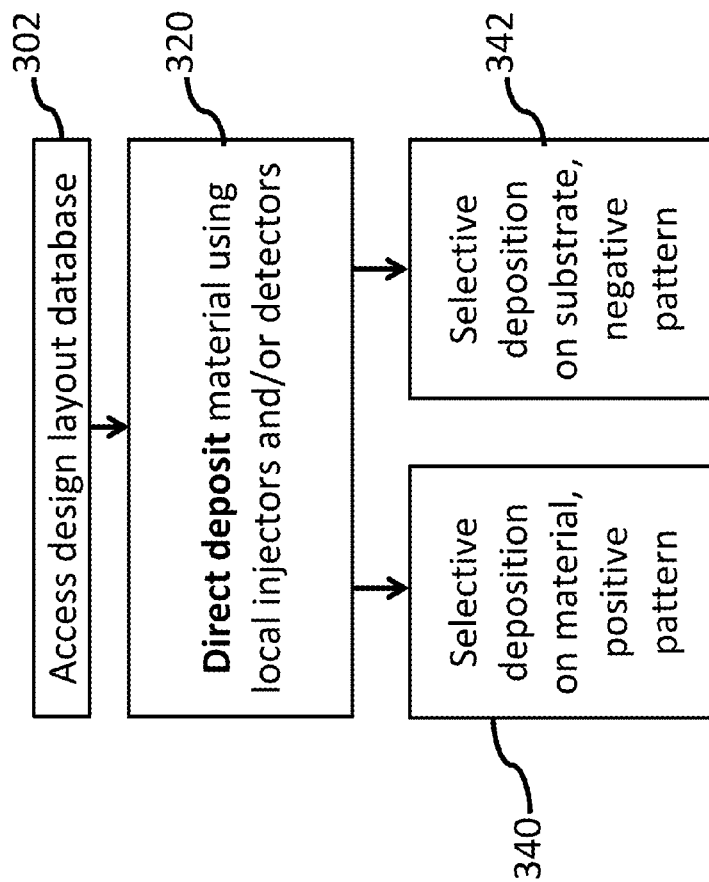 302
Access design layout database
320
Direct deposit material using
local injectors and/or detectors
342
Selective
deposition
on material,
positive
pattern
Selective
deposition
on substrate,
negative
pattern
340